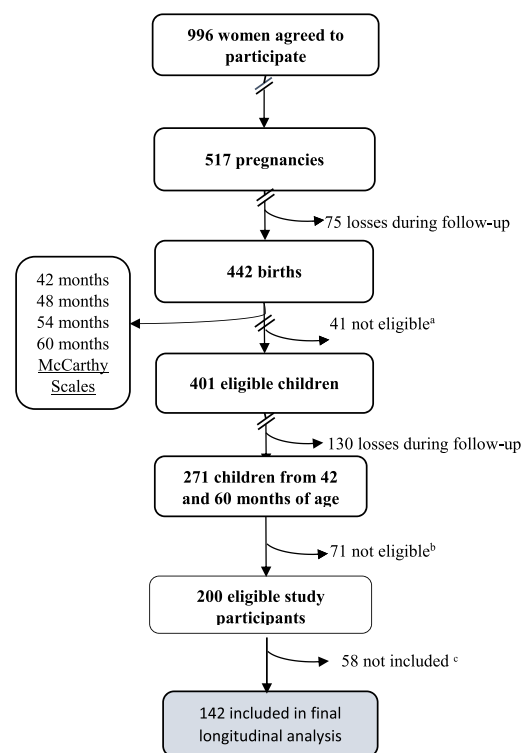 996 women agreed to
participate
517 pregnancies
75 losses during follow-up
442 births
42 months
48 months
54 months
60 months
McCarthy
Scales
41 not eligibleᵃ
401 eligible children
130 losses during follow-up
271 children from 42
and 60 months of age
71 not eligibleᵇ
200 eligible study
participants
58 not included ᶜ
142 included in final
longitudinal analysis